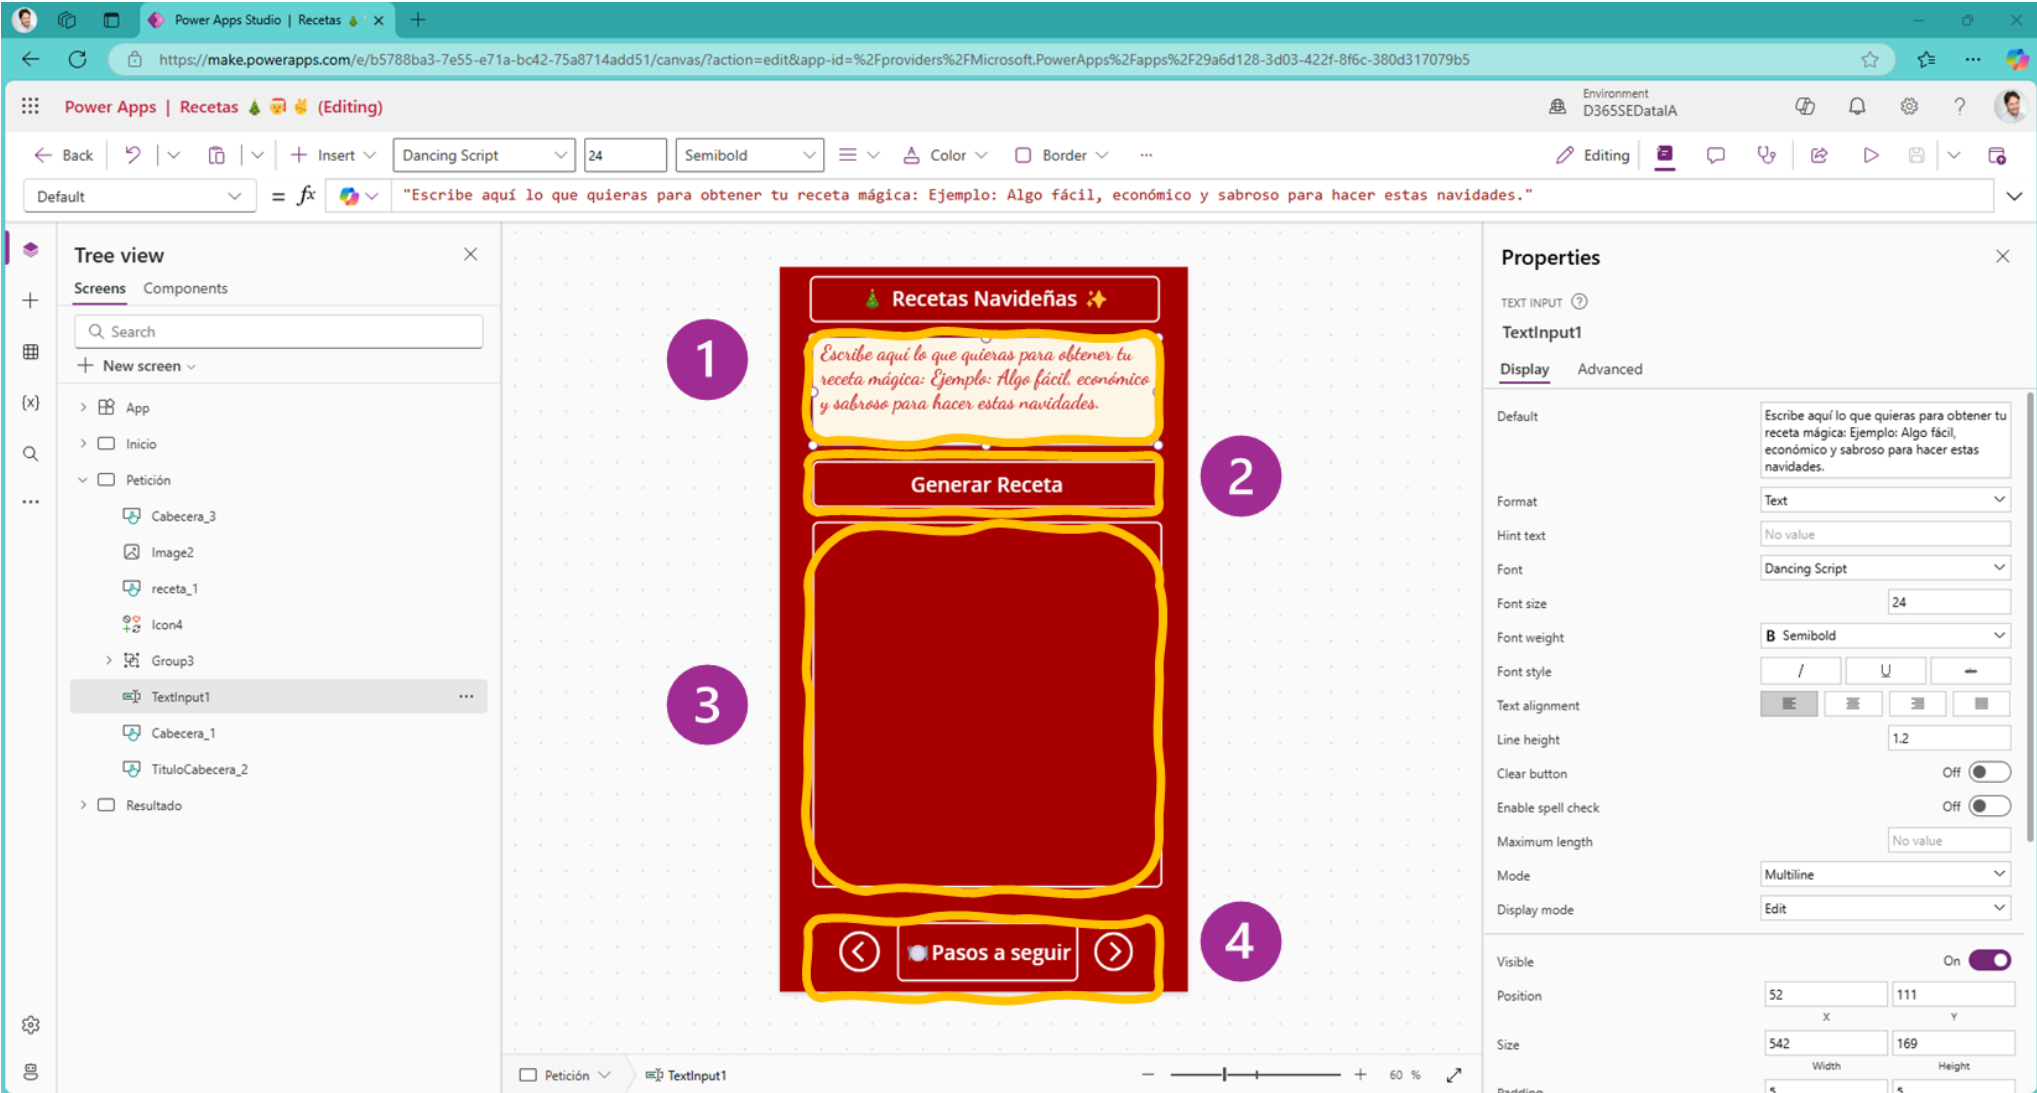 Power Apps Studio | Recetas
https://make.powerapps.com/e/b5788ba3-7e55-e71a-bc42-75a8714add51/canvas/?action=edit&app-id=%2Fproviders%2FMicrosoft.PowerApps%2Fapps%2F29a6d128-3d03-422f-8f6c-380d317079b5
Power Apps | Recetas 🎄 🎅 ✌ (Editing)
Environment
D365SEDataIA
Back
Insert
Dancing Script
24
Semibold
Color
Border
Editing
Default
= fx
"Escribe aquí lo que quieras para obtener tu receta mágica: Ejemplo: Algo fácil, económico y sabroso para hacer estas navidades."
Tree view
Screens
Components
Search
New screen
App
Inicio
Petición
Cabecera_3
Image2
receta_1
Icon4
Group3
TextInput1
Cabecera_1
TituloCabecera_2
Resultado
🎄 Recetas Navideñas ✨
1
Escribe aquí lo que quieras para obtener tu
receta mágica: Ejemplo: Algo fácil, económico
y sabroso para hacer estas navidades.
2
Generar Receta
3
4
🍽 Pasos a seguir
Petición
TextInput1
60 %
Properties
TEXT INPUT
TextInput1
Display
Advanced
Default
Escribe aquí lo que quieras para obtener tu
receta mágica: Ejemplo: Algo fácil,
económico y sabroso para hacer estas
navidades.
Format
Text
Hint text
No value
Font
Dancing Script
Font size
24
Font weight
B Semibold
Font style
/ U
Text alignment
Line height
1.2
Clear button
Off
Enable spell check
Off
Maximum length
No value
Mode
Multiline
Display mode
Edit
Visible
On
Position
52
111
X
Y
Size
542
169
Width
Height
Padding
5
5